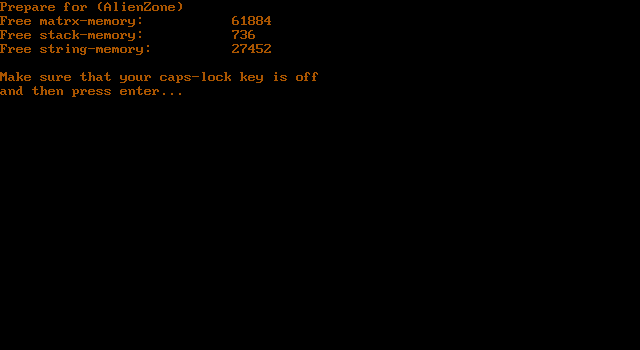 Prepare for (AlienZone)
Free matrx-memory: 61884
Free stack-memory: 736
Free string-memory: 27452
Make sure that your caps-lock key is off
and then press enter...